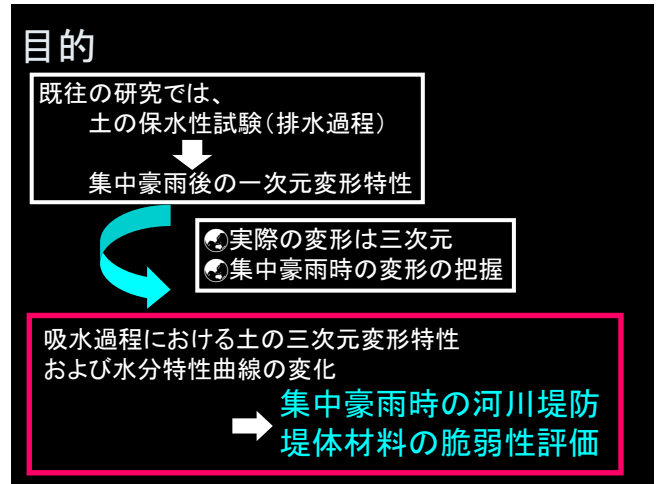 目的
既往の研究では、
土の保水性試験（排水過程）
集中豪雨後の一次元変形特性
実際の変形は三次元
集中豪雨時の変形の把握
吸水過程における土の三次元変形特性
および水分特性曲線の変化
集中豪雨時の河川堤防
堤体材料の脆弱性評価